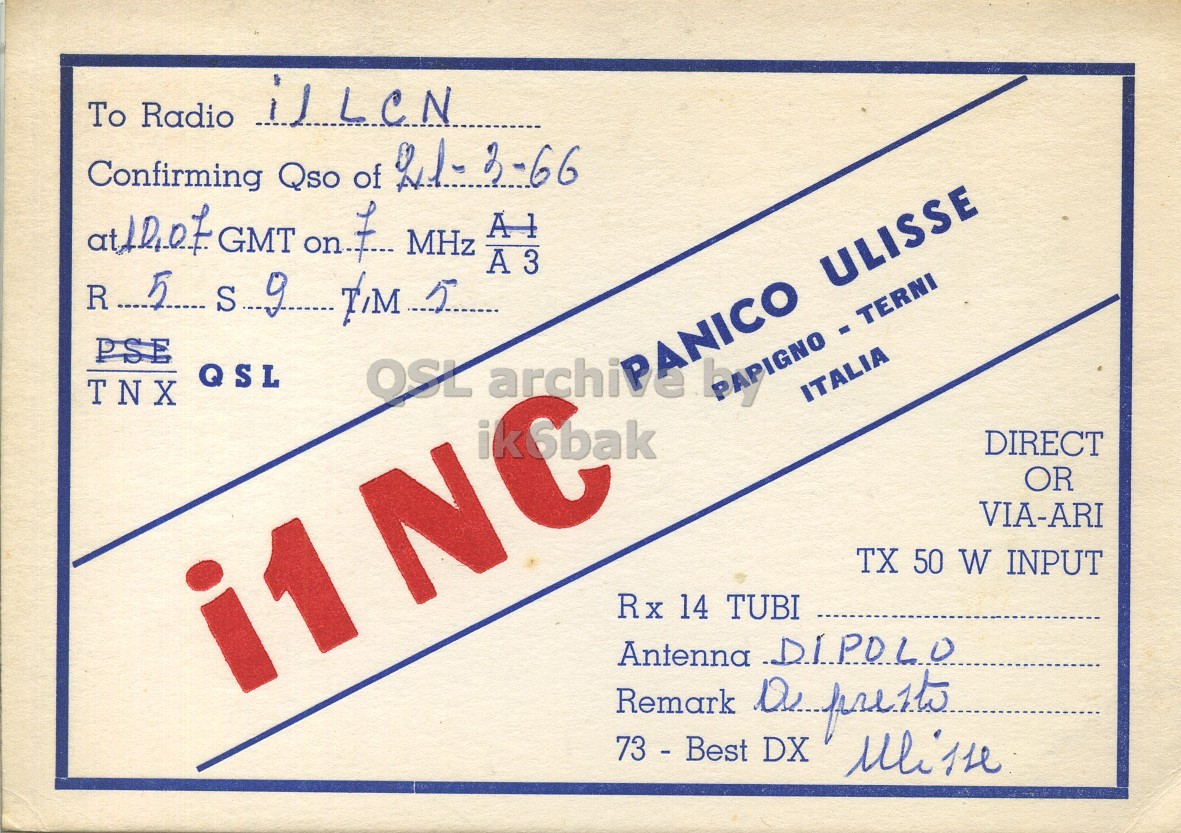 To Radio i1LCN
Confirming Qso of 21-3-66
at 10.07 GMT on 7 MHz A-1
A 3
R 5 S 9 T/M 5
PSE
TNX QSL
PANICO ULISSE
PAPIGNO - TERNI
ITALIA
QSL archive by
ik6bak
i1NC
DIRECT
OR
VIA-ARI
TX 50 W INPUT
Rx 14 TUBI
Antenna DIPOLO
Remark A presto
73 - Best DX Ulisse